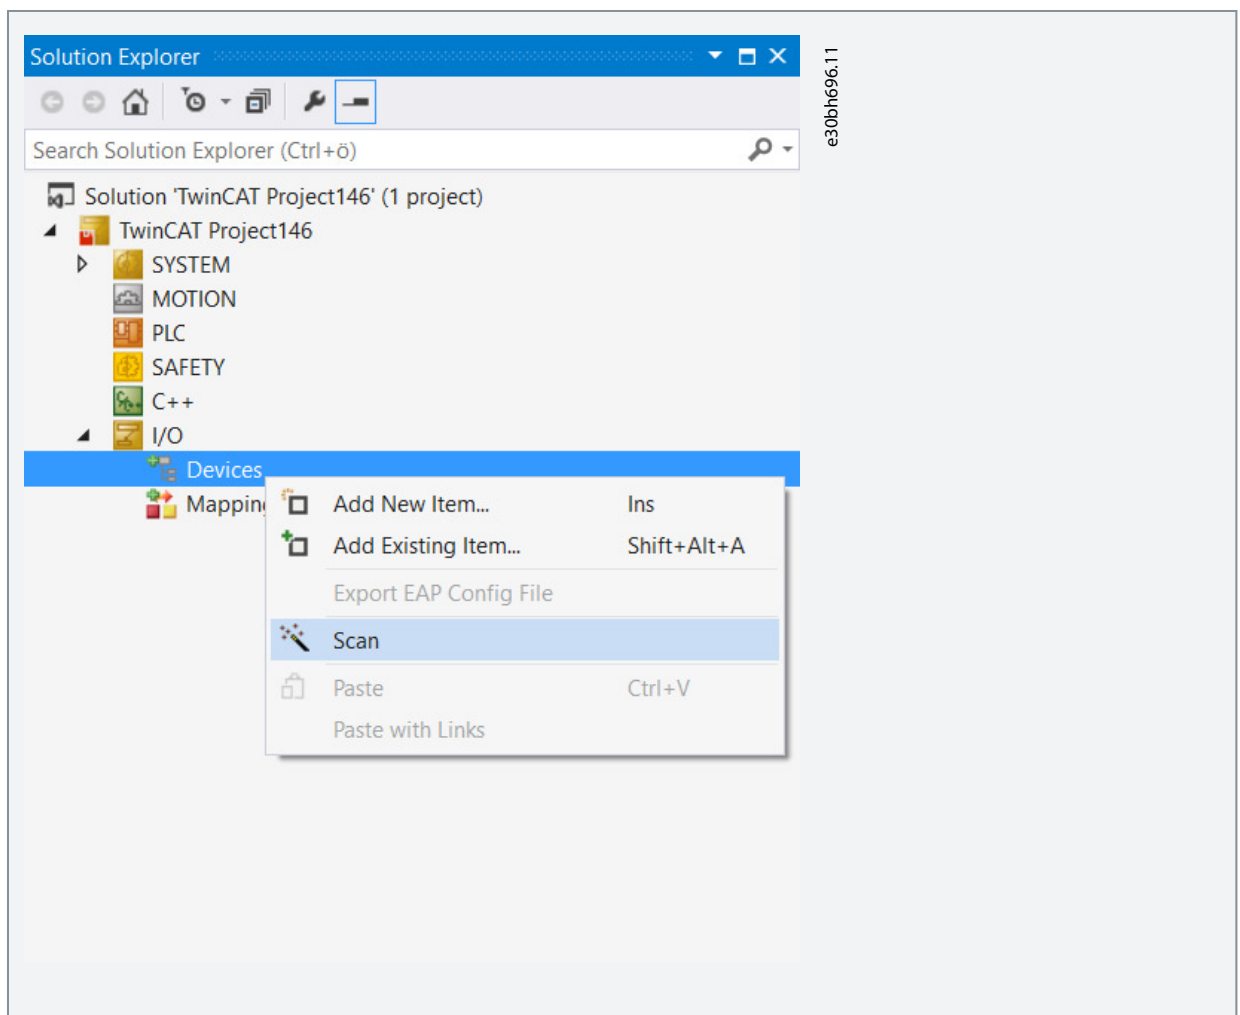 Solution Explorer
e30bh696.11
Search Solution Explorer (Ctrl+ö)
Solution 'TwinCAT Project146' (1 project)
TwinCAT Project146
SYSTEM
MOTION
PLC
SAFETY
C++
I/O
Devices
Mapping
Add New Item... Ins
Add Existing Item... Shift+Alt+A
Export EAP Config File
Scan
Paste Ctrl+V
Paste with Links